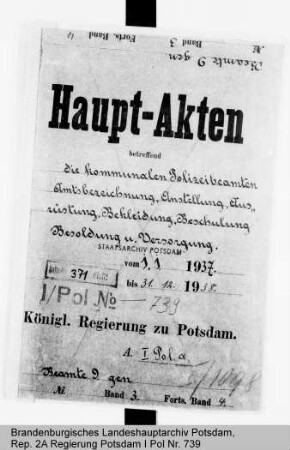 № Band 3 Forts. Band 4
Beamte 9 gen
Haupt-Akten
betreffend
die kommunalen Polizeibeamten
Amtsbezeichnung, Anstellung, Aus„
rüstung, Bekleidung, Beschulung
Besoldung u. Versorgung.
STAATSARCHIV POTSDAM
vom 1.1 1937.
bis 31.12. 1938.
371
I/Pol №
739
Königl. Regierung zu Potsdam.
A. I Pol. a
Beamte 9 gen
№ Band 3 Forts. Band 4
Brandenburgisches Landeshauptarchiv Potsdam,
Rep. 2A Regierung Potsdam I Pol Nr. 739